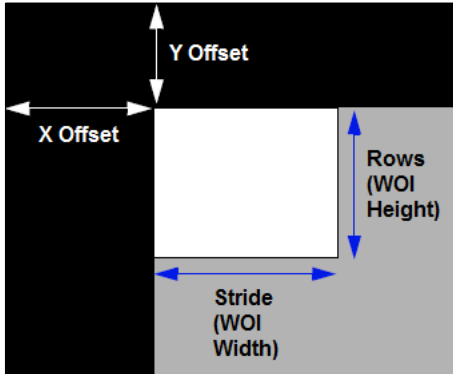 Y Offset
X Offset
Rows
(WOI
Height)
Stride
(WOI
Width)